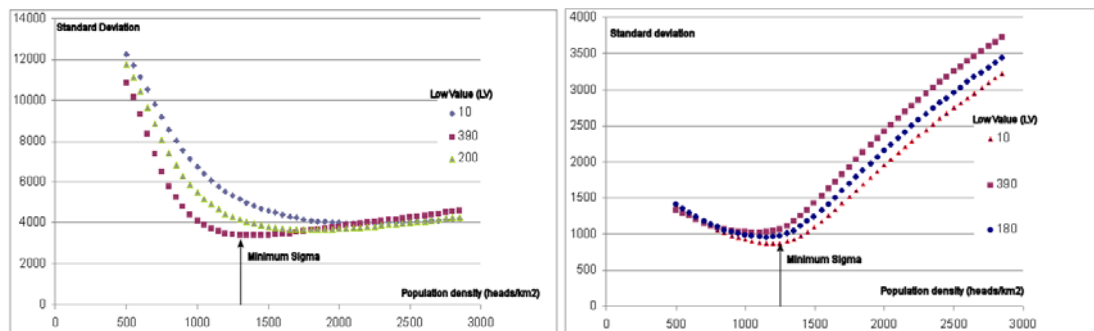 14000
Standard Deviation
12000
10000
Low Value (LV)
10
8000
390
200
6000
4000
Minimum Sigma
2000
Population density (heads/km2)
0
0 500 1000 1500 2000 2500 3000
4000
Standard deviation
3500
3000
2500
Low Value (LV)
10
2000
390
1500
180
1000
Minimum Sigma
500
Population density (heads/km2)
0
0 500 1000 1500 2000 2500 3000